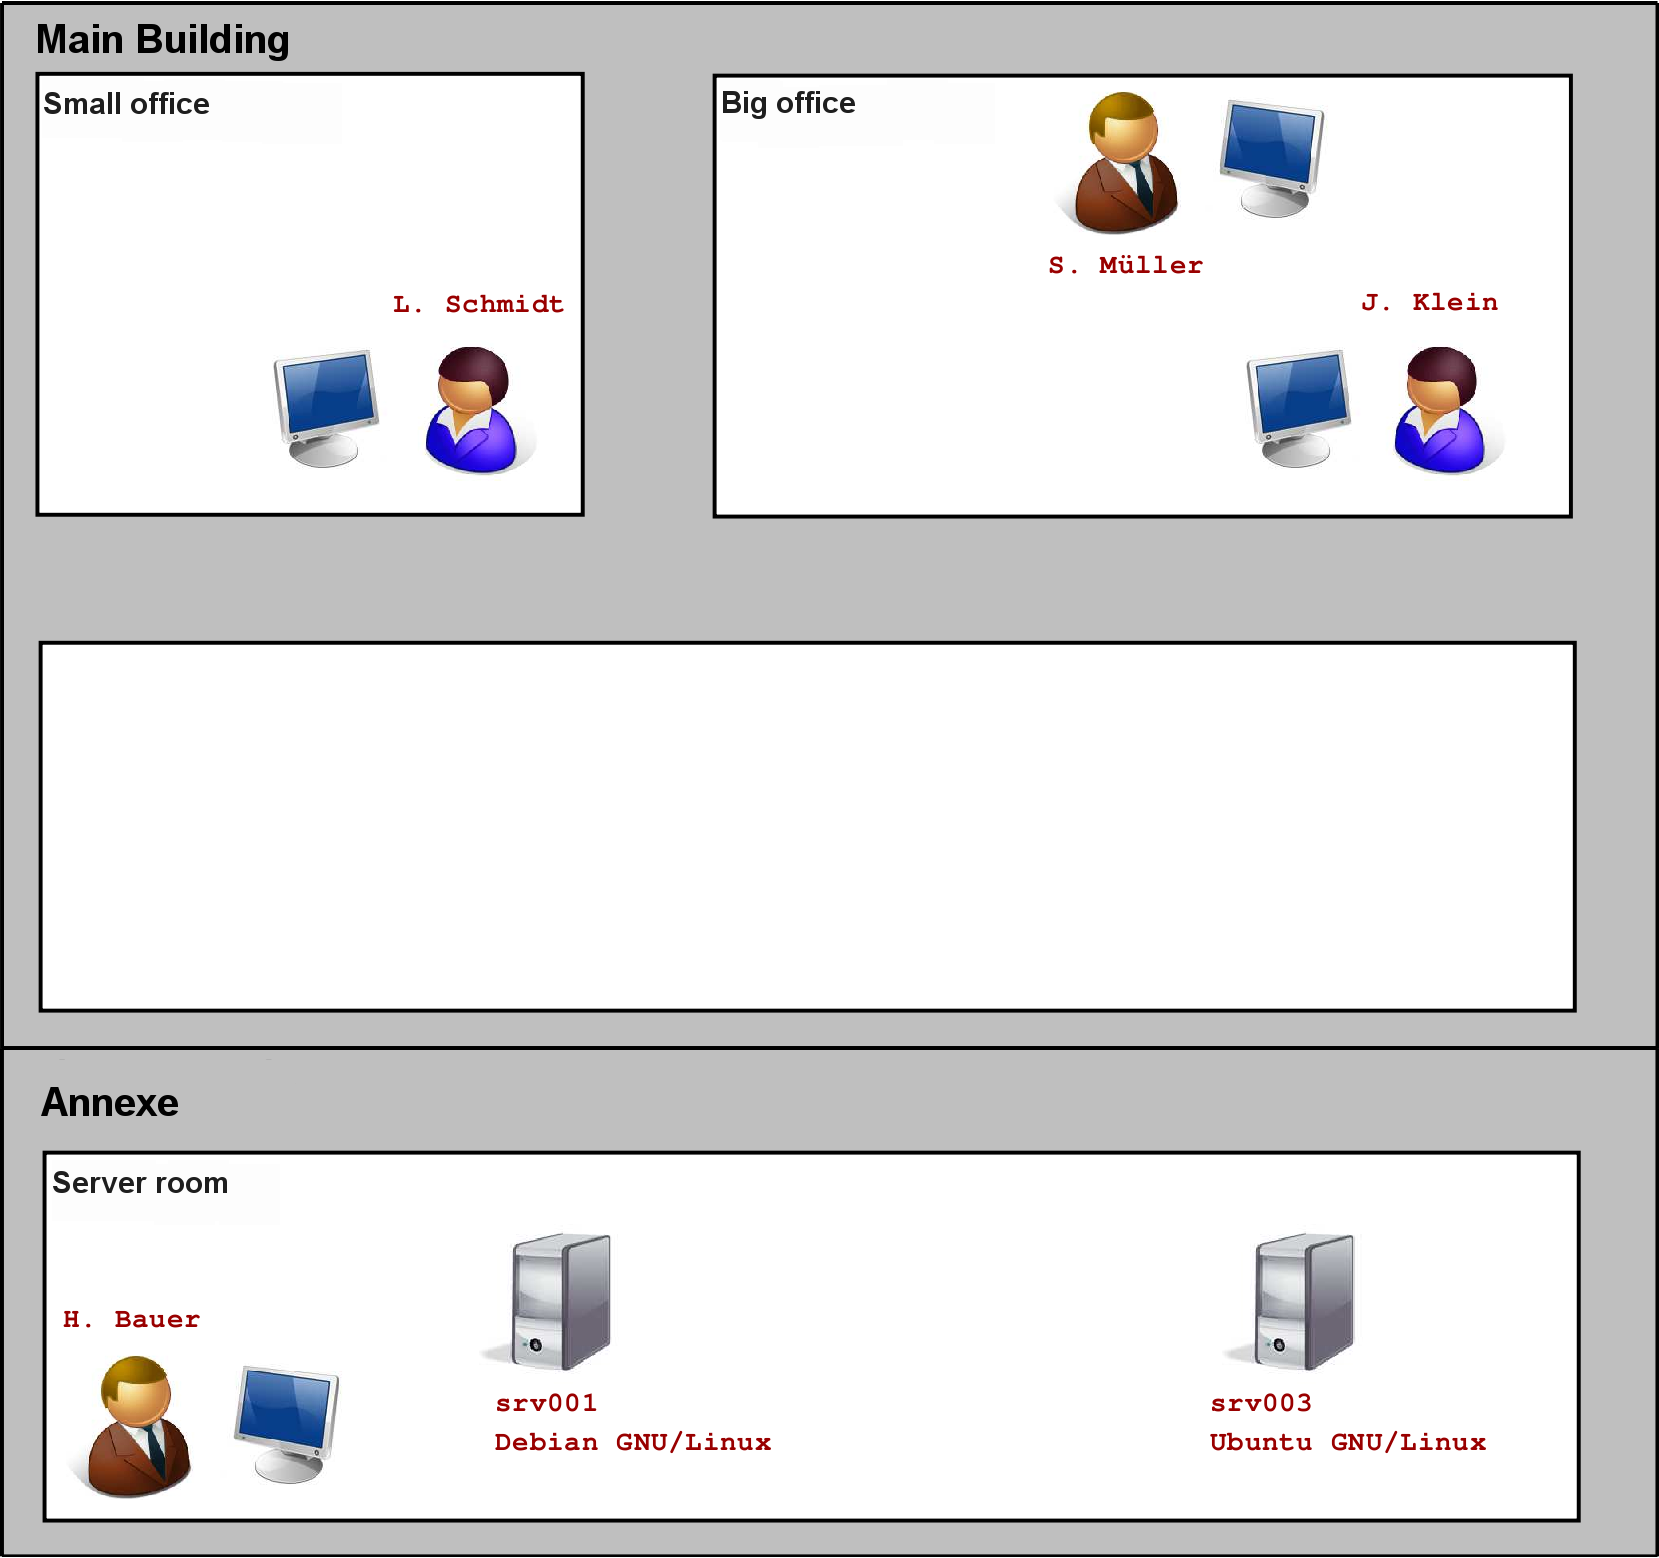 Main Building
Small office
Big office
S. Müller
L. Schmidt
J. Klein
Annexe
Server room
H. Bauer
srv001
Debian GNU/Linux
srv003
Ubuntu GNU/Linux